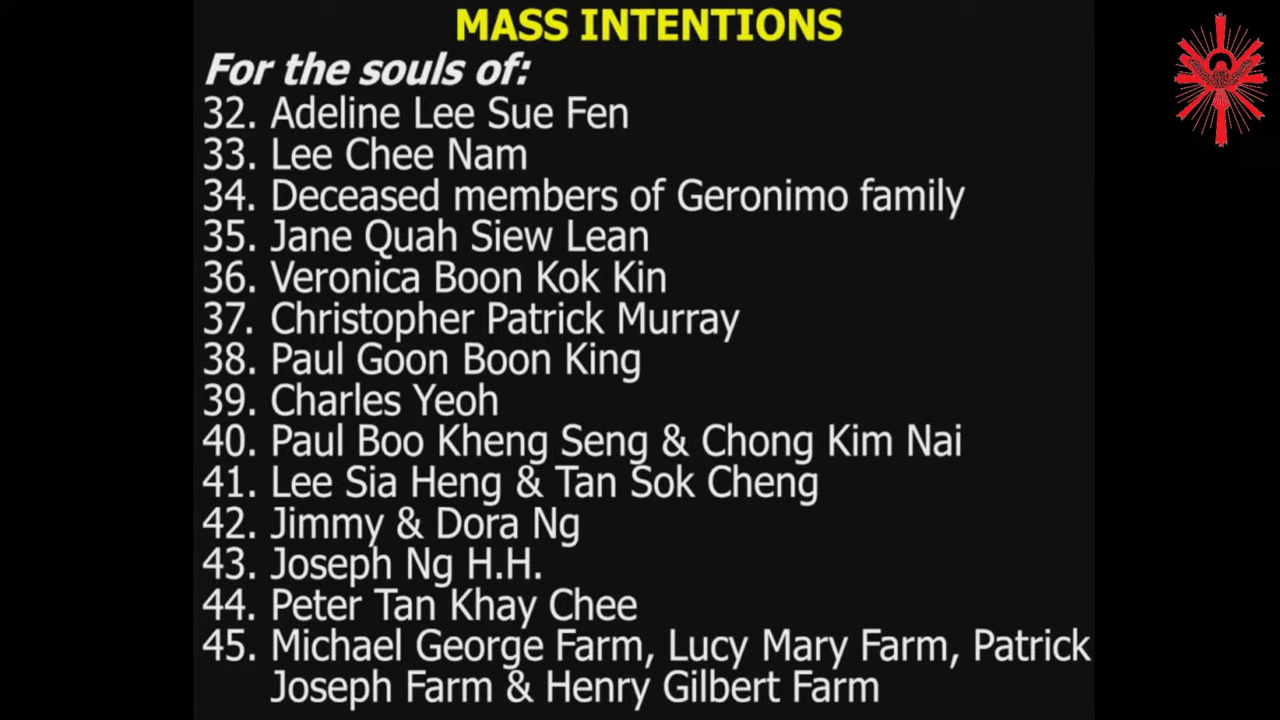 MASS INTENTIONS
For the souls of:
32. Adeline Lee Sue Fen
33. Lee Chee Nam
34. Deceased members of Geronimo family
35. Jane Quah Siew Lean
36. Veronica Boon Kok Kin
37. Christopher Patrick Murray
38. Paul Goon Boon King
39. Charles Yeoh
40. Paul Boo Kheng Seng & Chong Kim Nai
41. Lee Sia Heng & Tan Sok Cheng
42. Jimmy & Dora Ng
43. Joseph Ng H.H.
44. Peter Tan Khay Chee
45. Michael George Farm, Lucy Mary Farm, Patrick
Joseph Farm & Henry Gilbert Farm